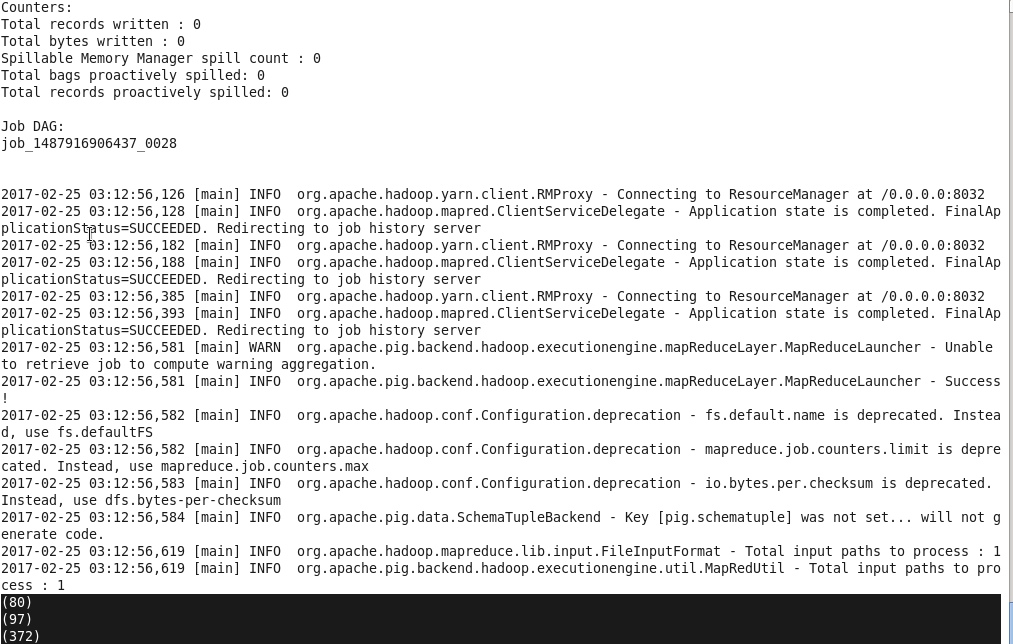 Counters:
Total records written : 0
Total bytes written : 0
Spillable Memory Manager spill count : 0
Total bags proactively spilled: 0
Total records proactively spilled: 0
Job DAG:
job_1487916906437_0028
2017-02-25 03:12:56,126 [main] INFO  org.apache.hadoop.yarn.client.RMProxy - Connecting to ResourceManager at /0.0.0.0:8032
2017-02-25 03:12:56,128 [main] INFO  org.apache.hadoop.mapred.ClientServiceDelegate - Application state is completed. FinalAp
plicationStatus=SUCCEEDED. Redirecting to job history server
2017-02-25 03:12:56,182 [main] INFO  org.apache.hadoop.yarn.client.RMProxy - Connecting to ResourceManager at /0.0.0.0:8032
2017-02-25 03:12:56,188 [main] INFO  org.apache.hadoop.mapred.ClientServiceDelegate - Application state is completed. FinalAp
plicationStatus=SUCCEEDED. Redirecting to job history server
2017-02-25 03:12:56,385 [main] INFO  org.apache.hadoop.yarn.client.RMProxy - Connecting to ResourceManager at /0.0.0.0:8032
2017-02-25 03:12:56,393 [main] INFO  org.apache.hadoop.mapred.ClientServiceDelegate - Application state is completed. FinalAp
plicationStatus=SUCCEEDED. Redirecting to job history server
2017-02-25 03:12:56,581 [main] WARN  org.apache.pig.backend.hadoop.executionengine.mapReduceLayer.MapReduceLauncher - Unable
to retrieve job to compute warning aggregation.
2017-02-25 03:12:56,581 [main] INFO  org.apache.pig.backend.hadoop.executionengine.mapReduceLayer.MapReduceLauncher - Success
!
2017-02-25 03:12:56,582 [main] INFO  org.apache.hadoop.conf.Configuration.deprecation - fs.default.name is deprecated. Instea
d, use fs.defaultFS
2017-02-25 03:12:56,582 [main] INFO  org.apache.hadoop.conf.Configuration.deprecation - mapreduce.job.counters.limit is depre
cated. Instead, use mapreduce.job.counters.max
2017-02-25 03:12:56,583 [main] INFO  org.apache.hadoop.conf.Configuration.deprecation - io.bytes.per.checksum is deprecated.
Instead, use dfs.bytes-per-checksum
2017-02-25 03:12:56,584 [main] INFO  org.apache.pig.data.SchemaTupleBackend - Key [pig.schematuple] was not set... will not g
enerate code.
2017-02-25 03:12:56,619 [main] INFO  org.apache.hadoop.mapreduce.lib.input.FileInputFormat - Total input paths to process : 1
2017-02-25 03:12:56,619 [main] INFO  org.apache.pig.backend.hadoop.executionengine.util.MapRedUtil - Total input paths to pro
cess : 1
(80)
(97)
(372)